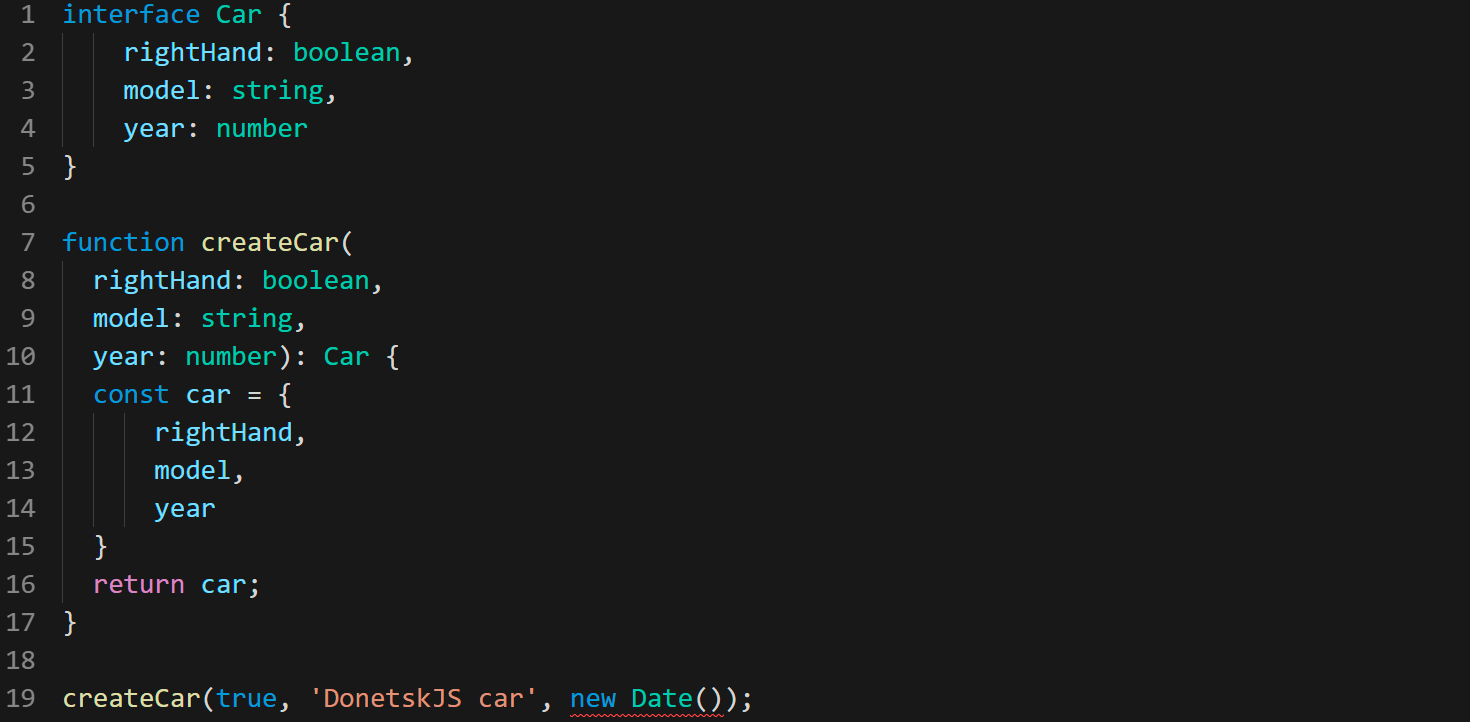 1 interface Car {
2 rightHand: boolean,
3 model: string,
4 year: number
5 }
6
7 function createCar(
8 rightHand: boolean,
9 model: string,
10 year: number): Car {
11 const car = {
12 rightHand,
13 model,
14 year
15 }
16 return car;
17 }
18
19 createCar(true, 'DonetskJS car', new Date());